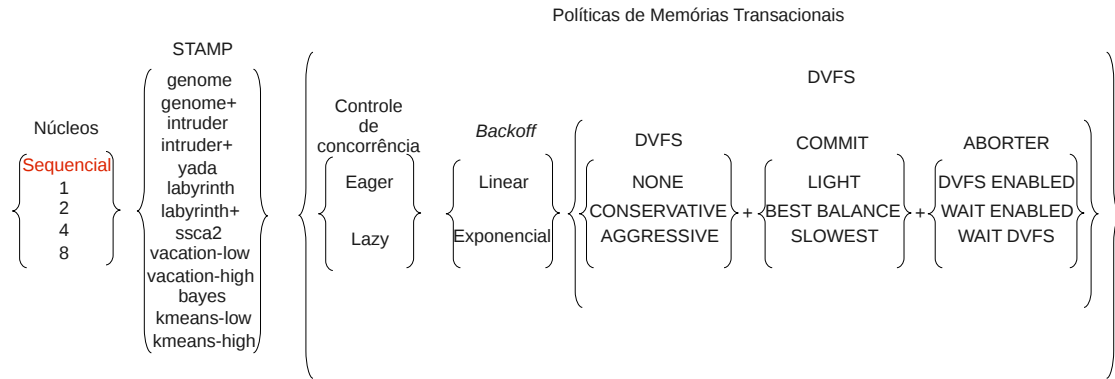 Políticas de Memórias Transacionais
STAMP
genome
genome+
intruder
intruder+
yada
labyrinth
labyrinth+
ssca2
vacation-low
vacation-high
bayes
kmeans-low
kmeans-high
Núcleos
Sequencial
1
2
4
8
Controle
de
concorrência
Eager
Lazy
Backoff
Linear
Exponencial
DVFS
DVFS
NONE
CONSERVATIVE
AGGRESSIVE
+
COMMIT
LIGHT
BEST BALANCE
SLOWEST
+
ABORTER
DVFS ENABLED
WAIT ENABLED
WAIT DVFS